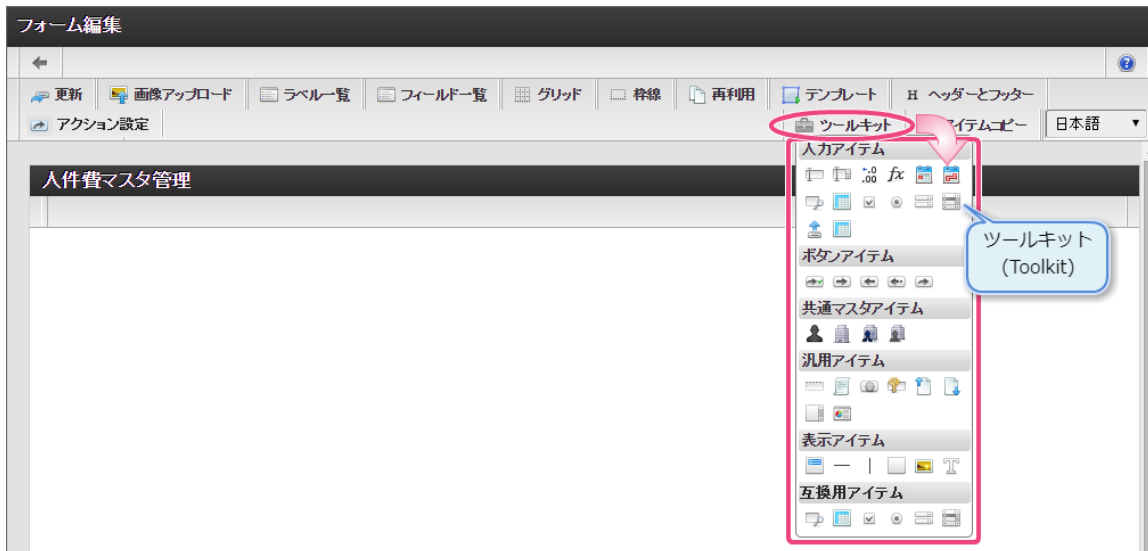 フォーム編集
更新 画像アップロード ラベル一覧 フィールド一覧 グリッド 枠線 再利用 テンプレート H ヘッダーとフッター
アクション設定 ツールキット アイテムコピー 日本語
人件費マスタ管理
入力アイテム
ボタンアイテム
共通マスタアイテム
汎用アイテム
表示アイテム
互換用アイテム
ツールキット
(Toolkit)